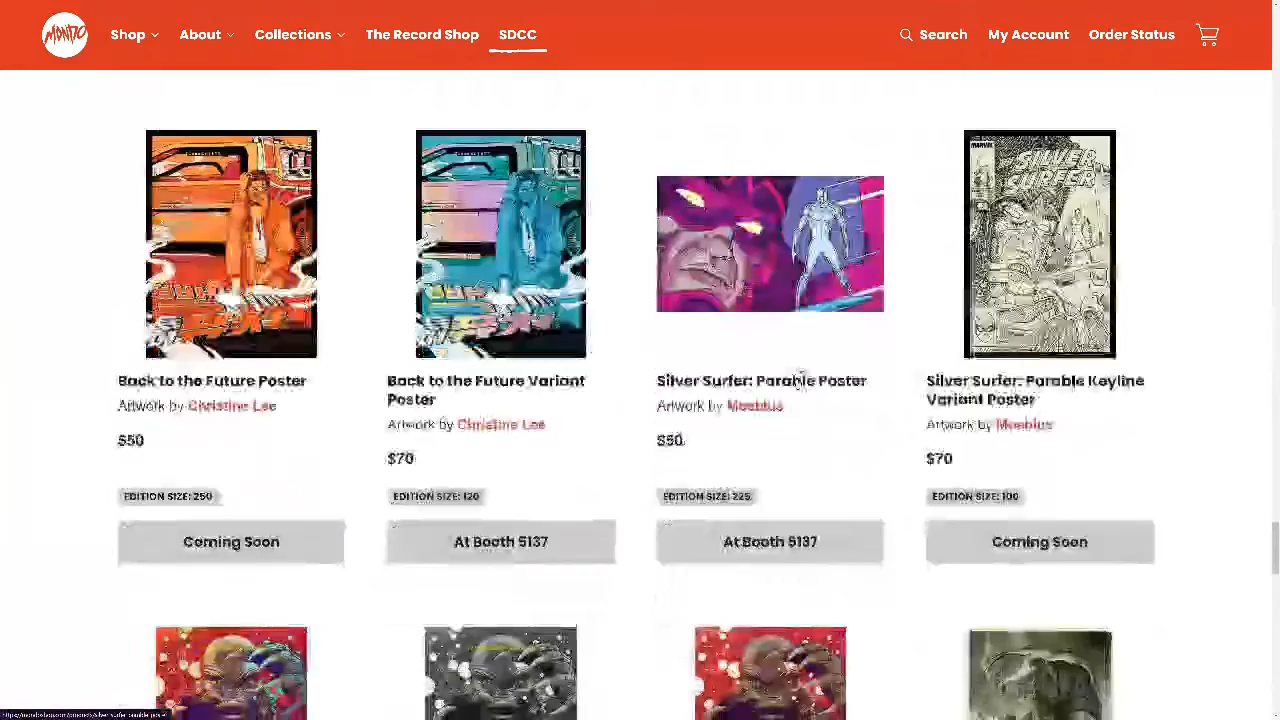 MONDO
Shop
About
Collections
The Record Shop
SDCC
Search
My Account
Order Status
MARVEL
SILVER SURFER
Back to the Future Poster
Artwork by Christine Lee
$50
EDITION SIZE: 250
Coming Soon
Back to the Future Variant
Poster
Artwork by Christine Lee
$70
EDITION SIZE: 120
At Booth 5137
Silver Surfer: Parable Poster
Artwork by Moebius
$50
EDITION SIZE: 225
At Booth 5137
Silver Surfer: Parable Keyline
Variant Poster
Artwork by Moebius
$70
EDITION SIZE: 100
Coming Soon